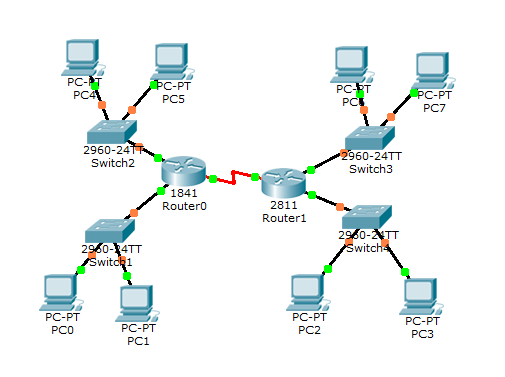 PC-PT
PC4
PC-PT
PC5
2960-24TT
Switch2
1841
Router0
2960-24TT
Switch1
PC-PT
PC0
PC-PT
PC1
PC-PT
PC-PT
PC7
2960-24TT
Switch3
2811
Router1
2960-24TT
Switch4
PC-PT
PC2
PC-PT
PC3